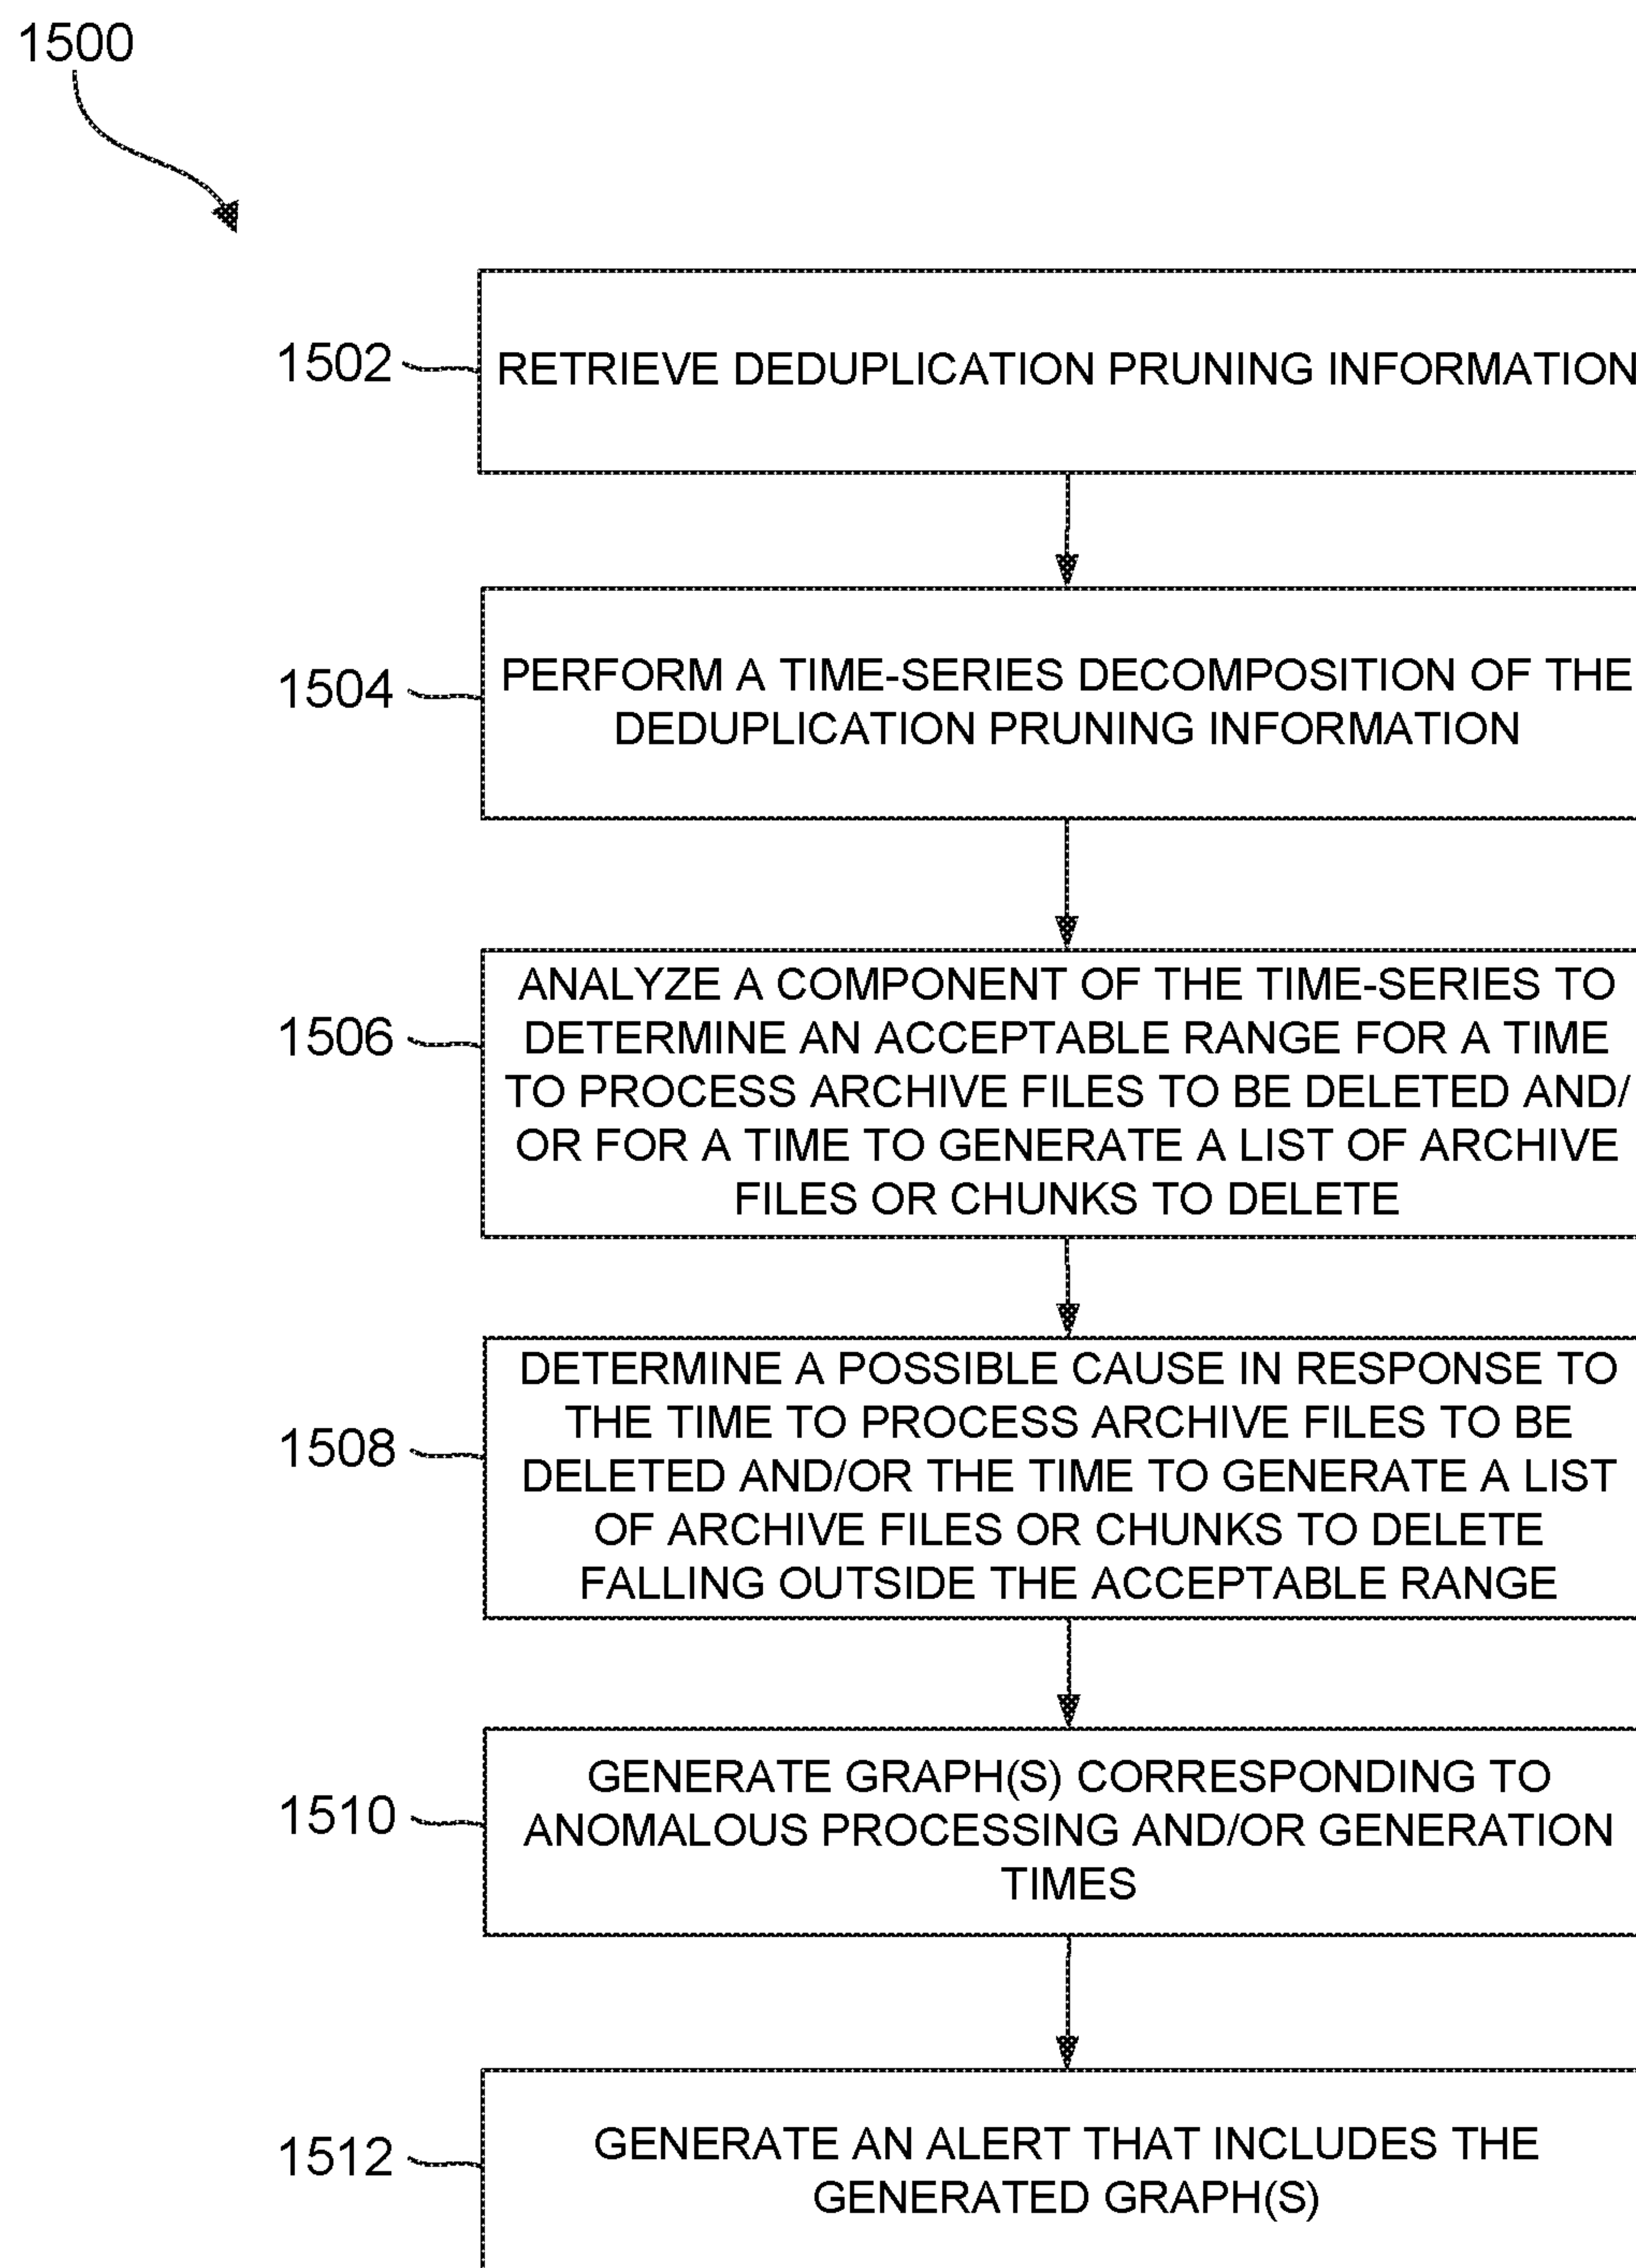 1500
1502
RETRIEVE DEDUPLICATION PRUNING INFORMATION
1504
PERFORM A TIME-SERIES DECOMPOSITION OF THE
DEDUPLICATION PRUNING INFORMATION
1506
ANALYZE A COMPONENT OF THE TIME-SERIES TO
DETERMINE AN ACCEPTABLE RANGE FOR A TIME
TO PROCESS ARCHIVE FILES TO BE DELETED AND/
OR FOR A TIME TO GENERATE A LIST OF ARCHIVE
FILES OR CHUNKS TO DELETE
1508
DETERMINE A POSSIBLE CAUSE IN RESPONSE TO
THE TIME TO PROCESS ARCHIVE FILES TO BE
DELETED AND/OR THE TIME TO GENERATE A LIST
OF ARCHIVE FILES OR CHUNKS TO DELETE
FALLING OUTSIDE THE ACCEPTABLE RANGE
1510
GENERATE GRAPH(S) CORRESPONDING TO
ANOMALOUS PROCESSING AND/OR GENERATION
TIMES
1512
GENERATE AN ALERT THAT INCLUDES THE
GENERATED GRAPH(S)